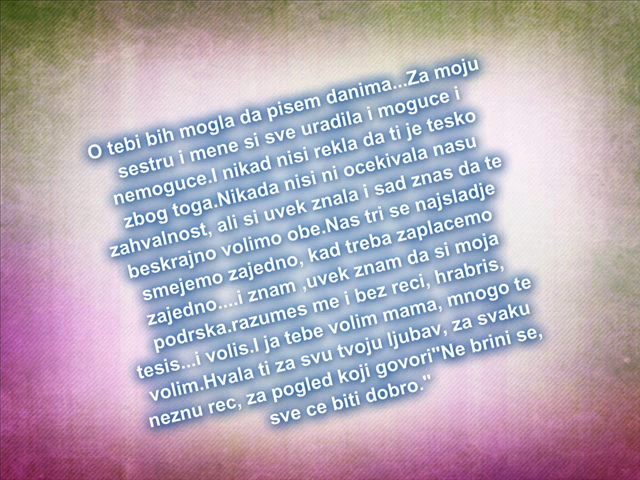 O tebi bih mogla da pisem danima...Za moju
sestru i mene si sve uradila i moguce i
nemoguce.I nikad nisi rekla da ti je tesko
zbog toga.Nikada nisi ni ocekivala nasu
zahvalnost, ali si uvek znala i sad znas da te
beskrajno volimo obe.Nas tri se najsladje
smejemo zajedno, kad treba zaplacemo
zajedno....i znam ,uvek znam da si moja
podrska.razumes me i bez reci, hrabris,
tesis...i volis.I ja tebe volim mama, mnogo te
volim.Hvala ti za svu tvoju ljubav, za svaku
neznu rec, za pogled koji govori"Ne brini se,
sve ce biti dobro."